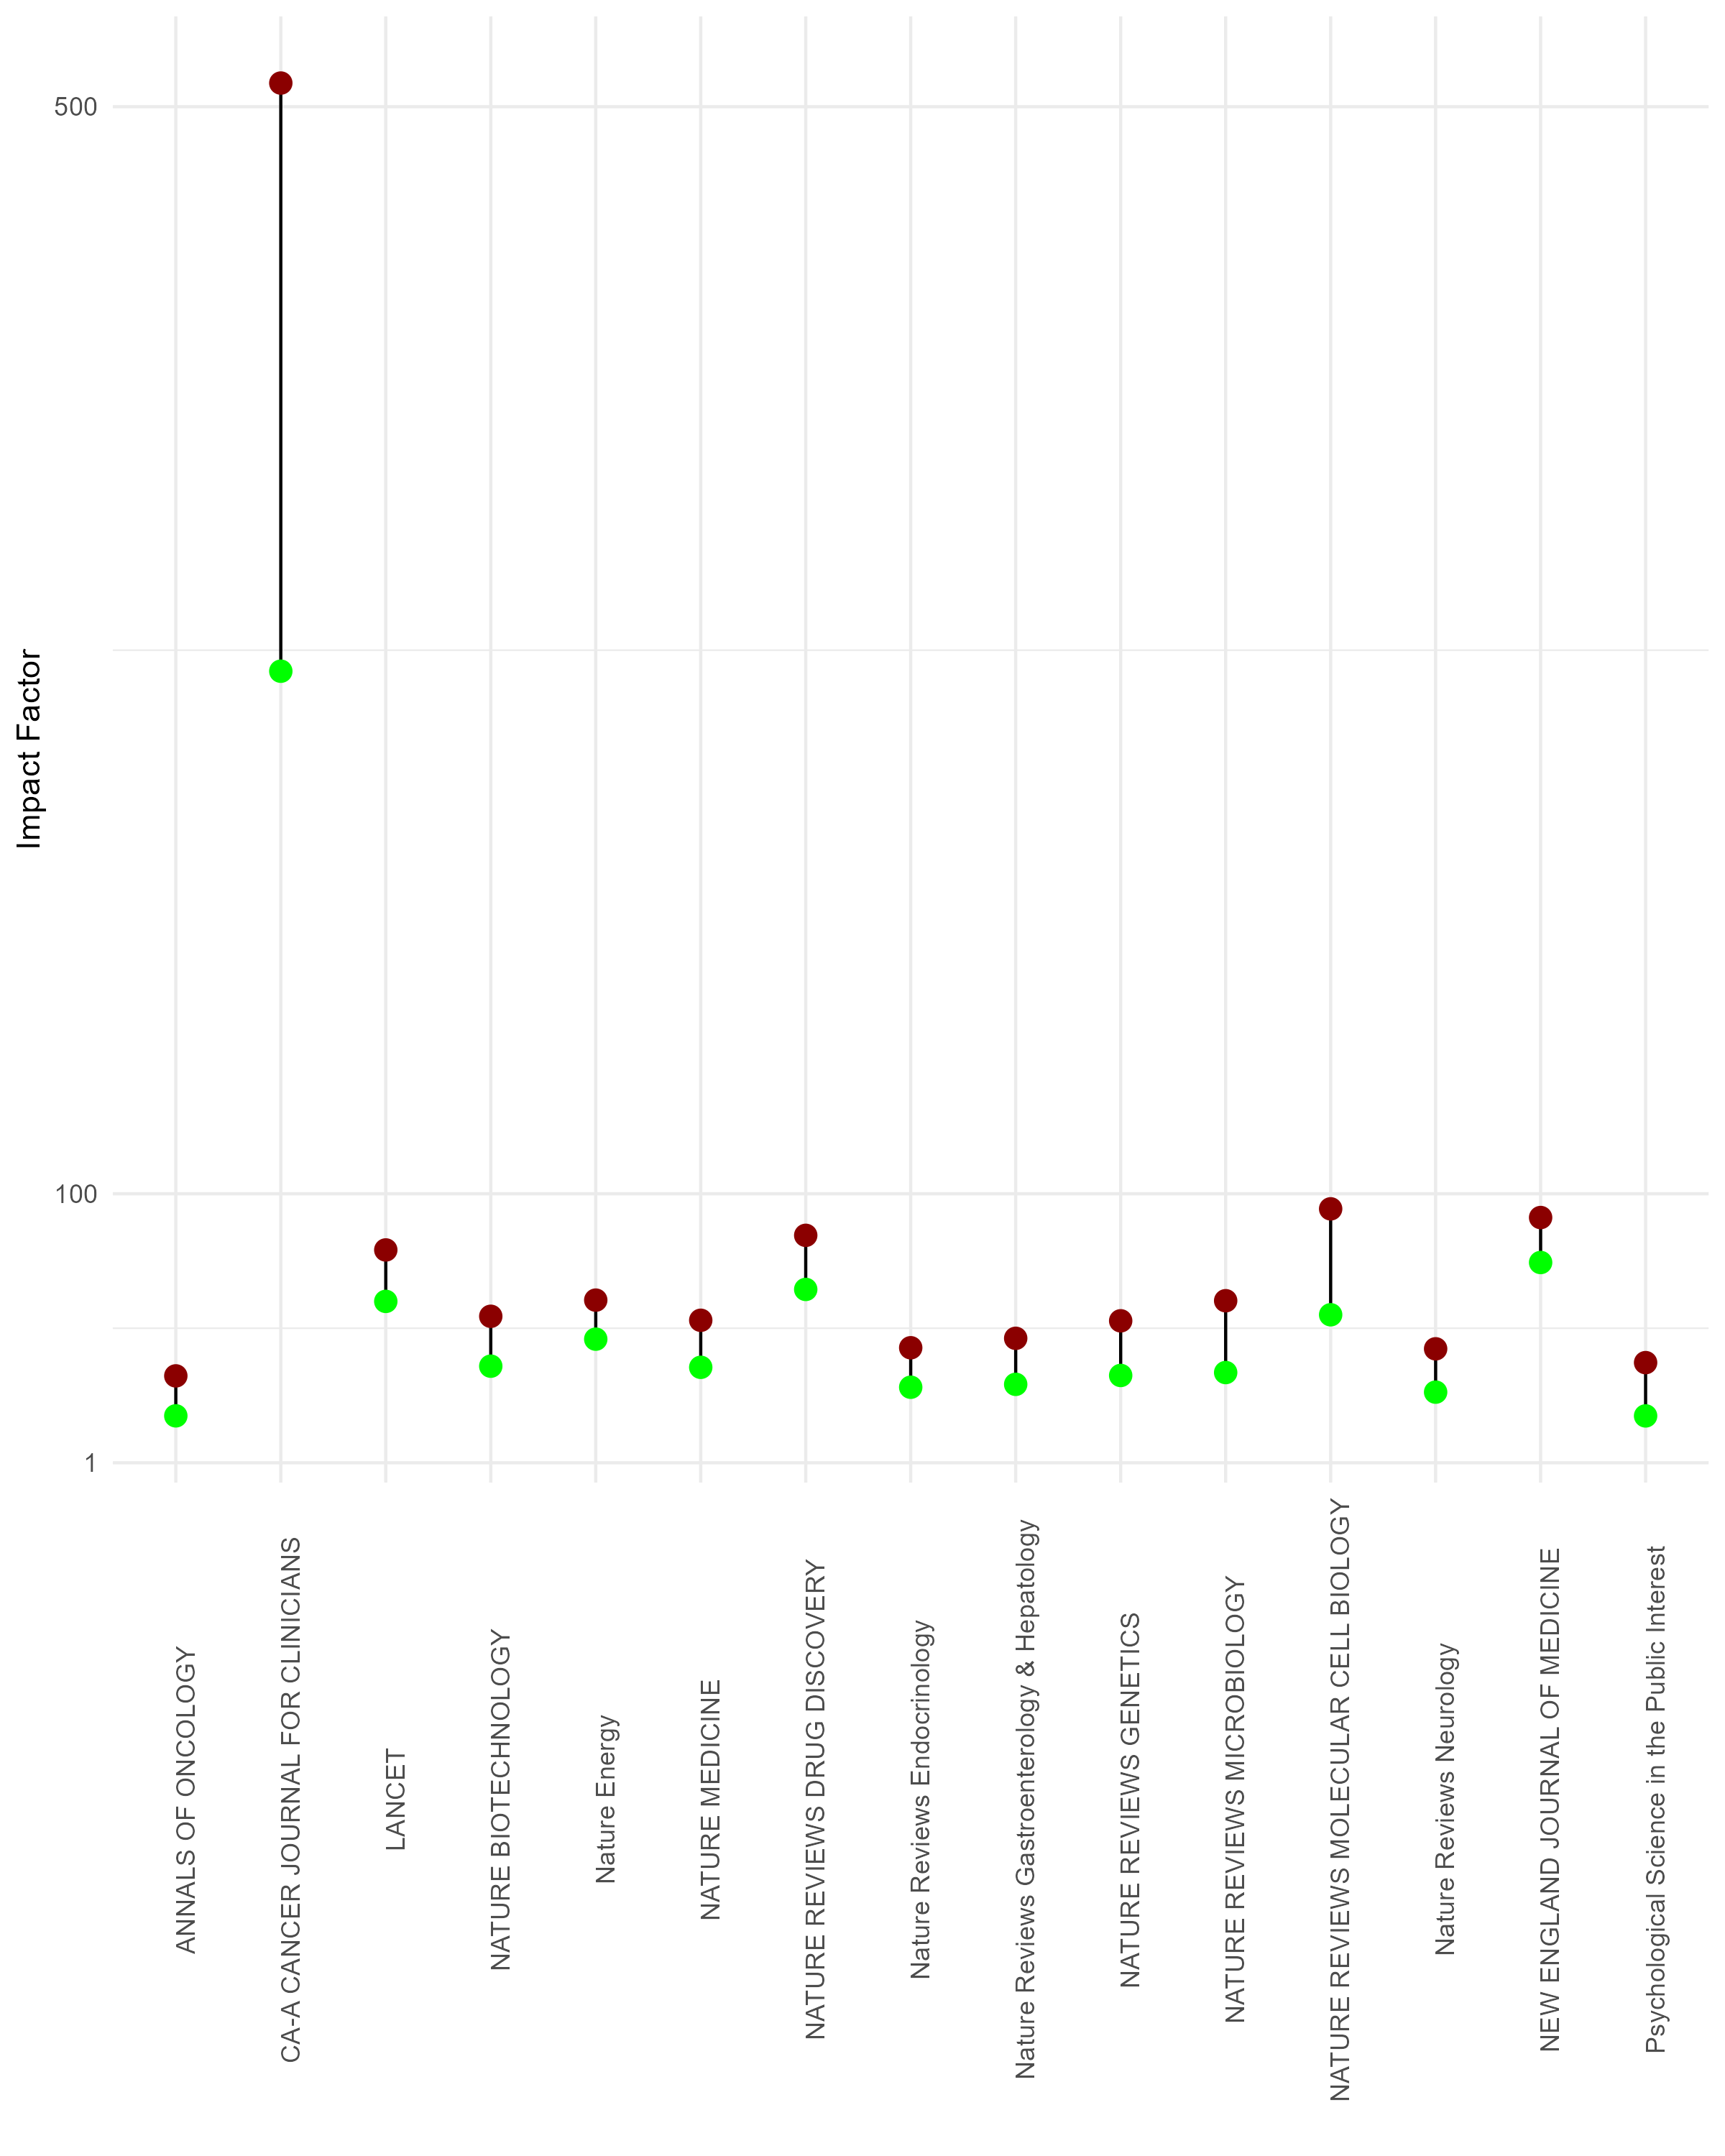 Impact Factor
500
100
1
ANNALS OF ONCOLOGY
CA-A CANCER JOURNAL FOR CLINICIANS
LANCET
NATURE BIOTECHNOLOGY
Nature Energy
NATURE MEDICINE
NATURE REVIEWS DRUG DISCOVERY
Nature Reviews Endocrinology
Nature Reviews Gastroenterology & Hepatology
NATURE REVIEWS GENETICS
NATURE REVIEWS MICROBIOLOGY
NATURE REVIEWS MOLECULAR CELL BIOLOGY
Nature Reviews Neurology
NEW ENGLAND JOURNAL OF MEDICINE
Psychological Science in the Public Interest